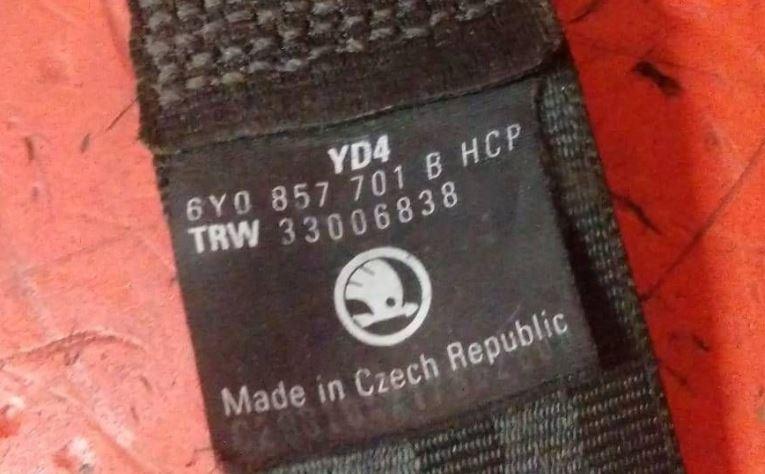 YD4
6Y0 857 701 B HCP
TRW 33006838
Made in Czech Republic